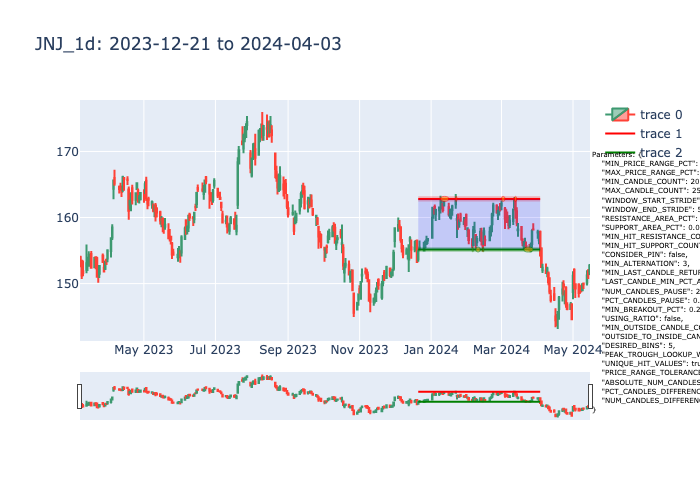 JNJ_1d: 2023-12-21 to 2024-04-03
170
160
150
May 2023
Jul 2023
Sep 2023
Nov 2023
Jan 2024
Mar 2024
May 2024
trace 0
trace 1
trace 2
Parameters: {
"MIN_PRICE_RANGE_PCT":
"MAX_PRICE_RANGE_PCT":
"MIN_CANDLE_COUNT": 20
"MAX_CANDLE_COUNT": 25
"WINDOW_START_STRIDE"
"WINDOW_END_STRIDE": 5
"RESISTANCE_AREA_PCT":
"SUPPORT_AREA_PCT": 0.0
"MIN_HIT_RESISTANCE_CO
"MIN_HIT_SUPPORT_COUN
"CONSIDER_PIN": false,
"MIN_ALTERNATION": 3,
"MIN_LAST_CANDLE_RETUR
"LAST_CANDLE_MIN_PCT_A
"NUM_CANDLES_PAUSE": 2
"PCT_CANDLES_PAUSE": 0.
"MIN_BREAKOUT_PCT": 0.2
"USING_RATIO": false,
"MIN_OUTSIDE_CANDLE_CO
"OUTSIDE_TO_INSIDE_CAN
"DESIRED_BINS": 5,
"PEAK_TROUGH_LOOKUP_W
"UNIQUE_HIT_VALUES": tru
"PRICE_RANGE_TOLERANC
"ABSOLUTE_NUM_CANDLES
"PCT_CANDLES_DIFFERENC
"NUM_CANDLES_DIFFEREN
}